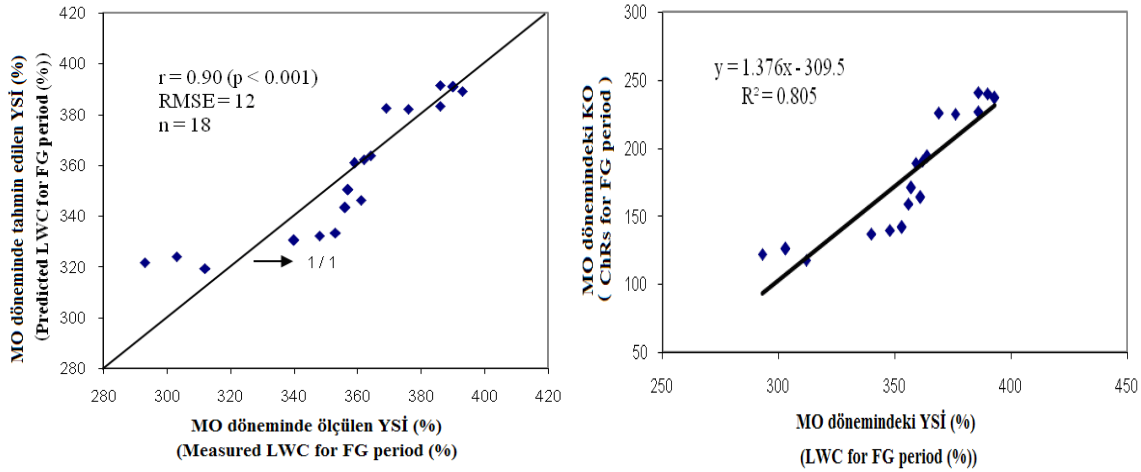 MO döneminde tahmin edilen YSİ (%)
(Predicted LWC for FG period (%))
420
400
380
360
340
320
300
280
r = 0.90 (p < 0.001)
RMSE = 12
n = 18
1 / 1
280 300 320 340 360 380 400 420
MO döneminde ölçülen YSİ (%)
(Measured LWC for FG period (%)
MO dönemindeki KO
( ChRs for FG period )
300
250
200
150
100
50
y = 1.376x - 309.5
R² = 0.805
250 300 350 400 450
MO dönemindeki YSİ (%)
(LWC for FG period (%))